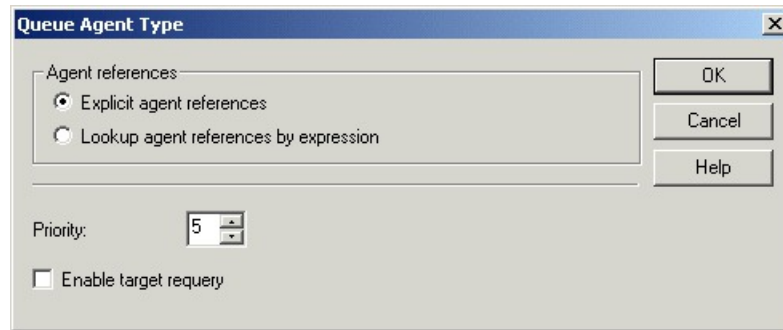 Queue Agent Type
Agent references
Explicit agent references
Lookup agent references by expression
OK
Cancel
Help
Priority:
5
Enable target requery